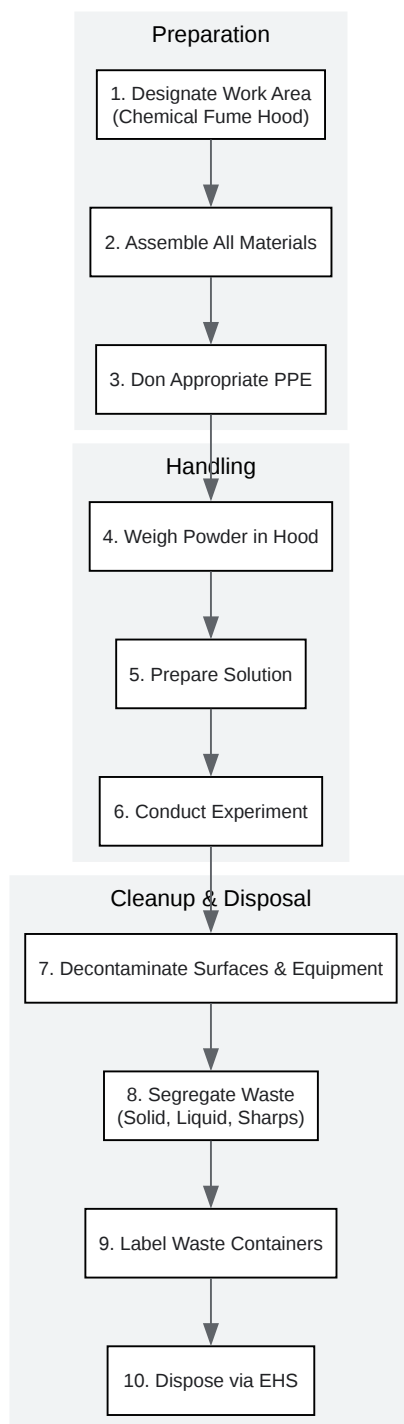 Preparation
1. Designate Work Area
(Chemical Fume Hood)
2. Assemble All Materials
3. Don Appropriate PPE
Handling
4. Weigh Powder in Hood
5. Prepare Solution
6. Conduct Experiment
Cleanup & Disposal
7. Decontaminate Surfaces & Equipment
8. Segregate Waste
(Solid, Liquid, Sharps)
9. Label Waste Containers
10. Dispose via EHS